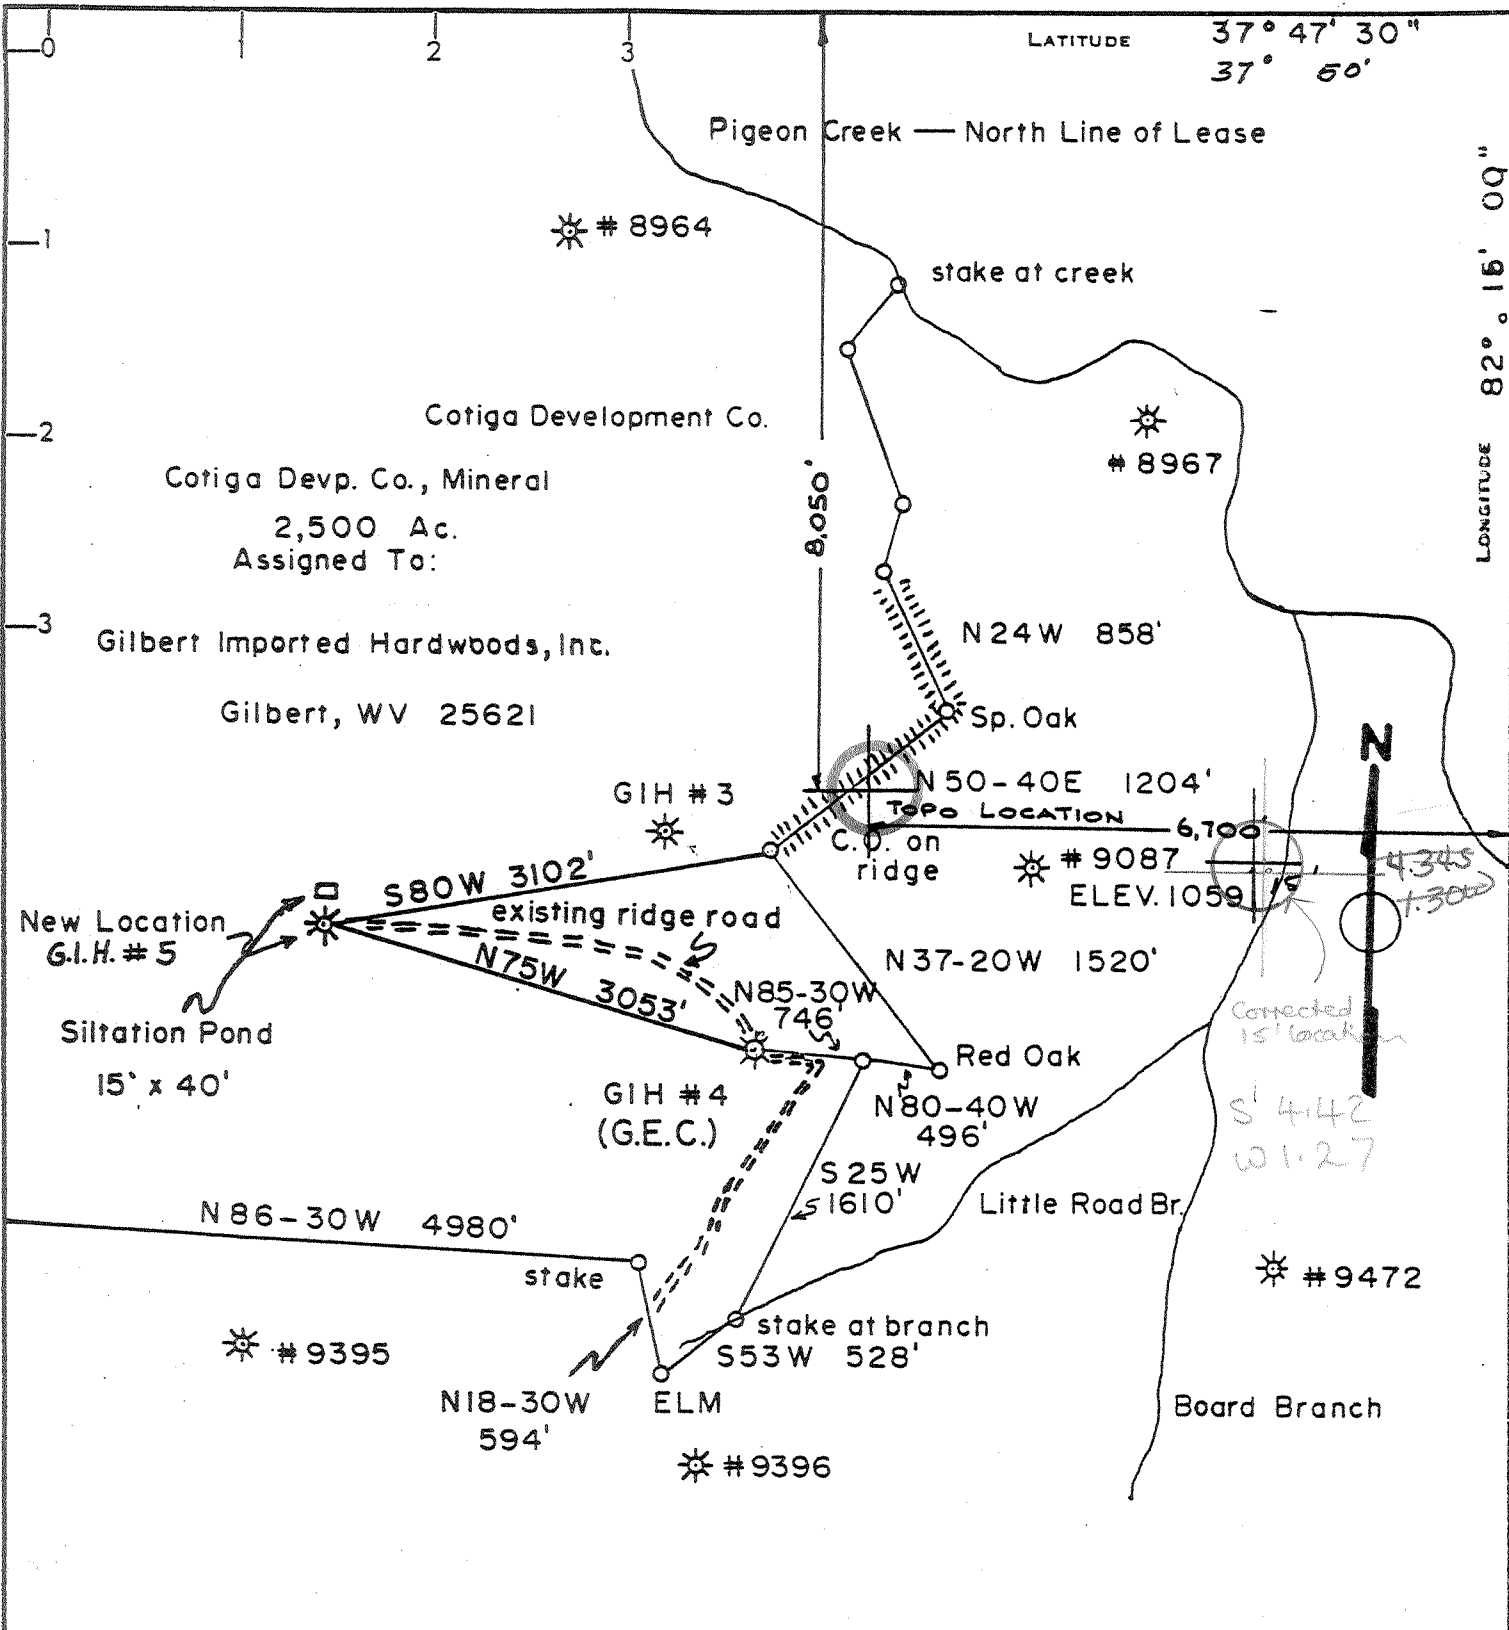 0 1 2 3
LATITUDE 37° 47' 30"
37° 50'
Pigeon Creek — North Line of Lease
LONGITUDE 82° 15' 00"
# 8964
1
stake at creek
Cotiga Development Co.
2
# 8967
Cotiga Devp. Co., Mineral
2,500 Ac.
Assigned To:
8,050'
3
N 24 W 858'
Gilbert Imported Hardwoods, Inc.
Gilbert, WV 25621
Sp. Oak
N
GIH # 3
N 50-40E 1204'
TOPO LOCATION
6,700'
C.O. on
ridge
# 9087
ELEV. 1059
15'
4.34S
1.30W
S80W 3102'
existing ridge road
New Location
G.I.H. # 5
N75W 3053'
N37-20W 1520'
N85-30W
746'
Siltation Pond
15' x 40'
Corrected
15' location
Red Oak
GIH #4
(G.E.C.)
N80-40W
496'
S' 4.42
W 1.27
S 25 W
1610'
Little Road Br.
N 86-30W 4980'
stake
# 9472
stake at branch
S53W 528'
# 9395
N18-30W
594'
ELM
Board Branch
# 9396